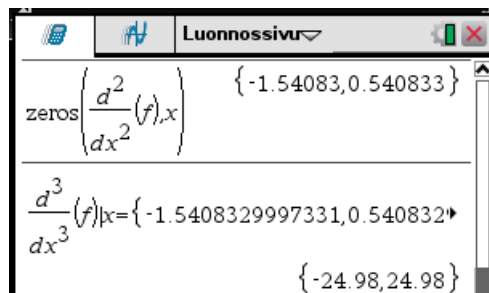 Luonnossivu
zeros(d²/dx²(f),x) {-1.54083,0.540833}
d³/dx³(f)|x={-1.5408329997331,0.540832▸
{-24.98,24.98}